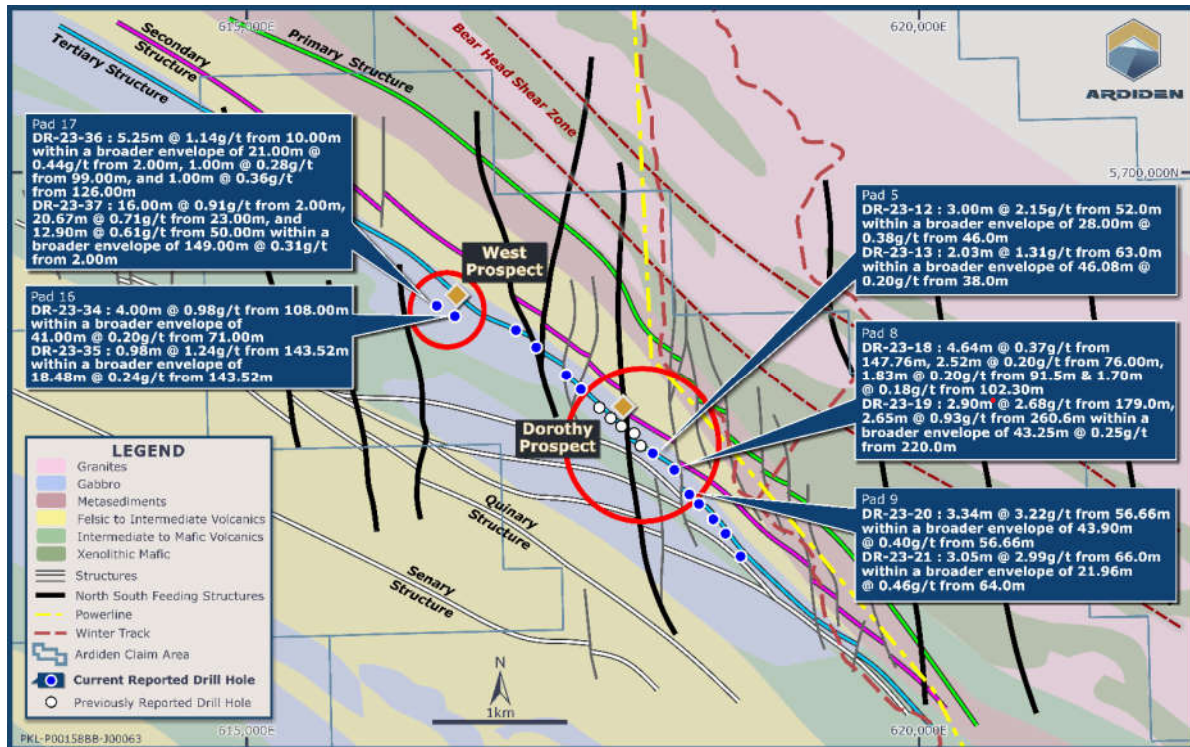 615,000E
620,000E
ARDIDEN
Secondary
Structure
Tertiary Structure
Primary Structure
Bear Head Shear Zone
5,700,000N
Pad 17
DR-23-36 : 5.25m @ 1.14g/t from 10.00m
within a broader envelope of 21.00m @
0.44g/t from 2.00m, 1.00m @ 0.28g/t
from 99.00m, and 1.00m @ 0.36g/t
from 126.00m
DR-23-37 : 16.00m @ 0.91g/t from 2.00m,
20.67m @ 0.71g/t from 23.00m, and
12.90m @ 0.61g/t from 50.00m within a
broader envelope of 149.00m @ 0.31g/t
from 2.00m
Pad 16
DR-23-34 : 4.00m @ 0.98g/t from 108.00m
within a broader envelope of
41.00m @ 0.20g/t from 71.00m
DR-23-35 : 0.98m @ 1.24g/t from 143.52m
within a broader envelope of
18.48m @ 0.24g/t from 143.52m
West
Prospect
Dorothy
Prospect
Pad 5
DR-23-12 : 3.00m @ 2.15g/t from 52.0m
within a broader envelope of 28.00m @
0.38g/t from 46.0m
DR-23-13 : 2.03m @ 1.31g/t from 63.0m
within a broader envelope of 46.08m @
0.20g/t from 38.0m
Pad 8
DR-23-18 : 4.64m @ 0.37g/t from
147.76m, 2.52m @ 0.20g/t from 76.00m,
1.83m @ 0.20g/t from 91.5m & 1.70m
@ 0.18g/t from 102.30m
DR-23-19 : 2.90m @ 2.68g/t from 179.0m,
2.65m @ 0.93g/t from 260.6m within a
broader envelope of 43.25m @ 0.25g/t
from 220.0m
Pad 9
DR-23-20 : 3.34m @ 3.22g/t from 56.66m
within a broader envelope of 43.90m
@ 0.40g/t from 56.66m
DR-23-21 : 3.05m @ 2.99g/t from 66.0m
within a broader envelope of 21.96m
@ 0.46g/t from 64.0m
Quinary
Structure
Senary
Structure
LEGEND
Granites
Gabbro
Metasediments
Felsic to Intermediate Volcanics
Intermediate to Mafic Volcanics
Xenolithic Mafic
Structures
North South Feeding Structures
Powerline
Winter Track
Ardiden Claim Area
Current Reported Drill Hole
Previously Reported Drill Hole
N
1km
615,000E
620,000E
PKL-P00158BB-J00063